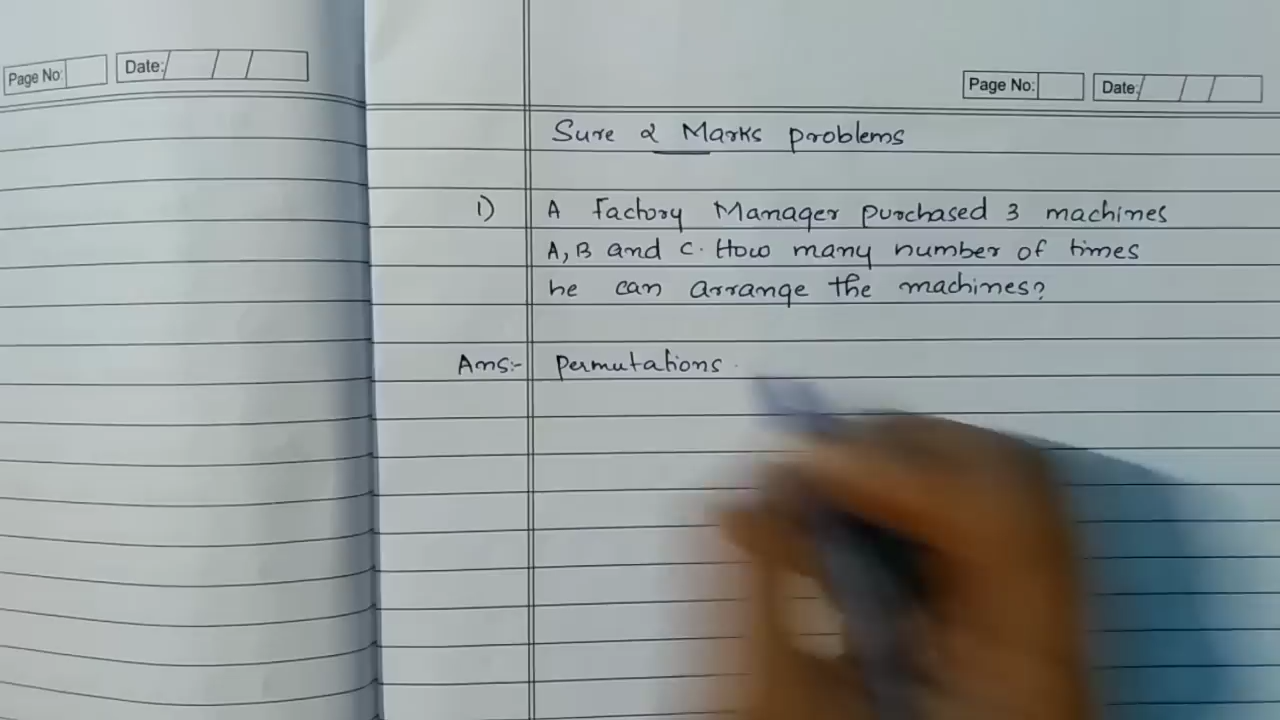 Page No:
Date:
Page No:
Date:
Sure 2 Marks problems
1) A Factory Manager purchased 3 machines
A, B and C. How many number of times
he can arrange the machines?
Ans:- Permutations